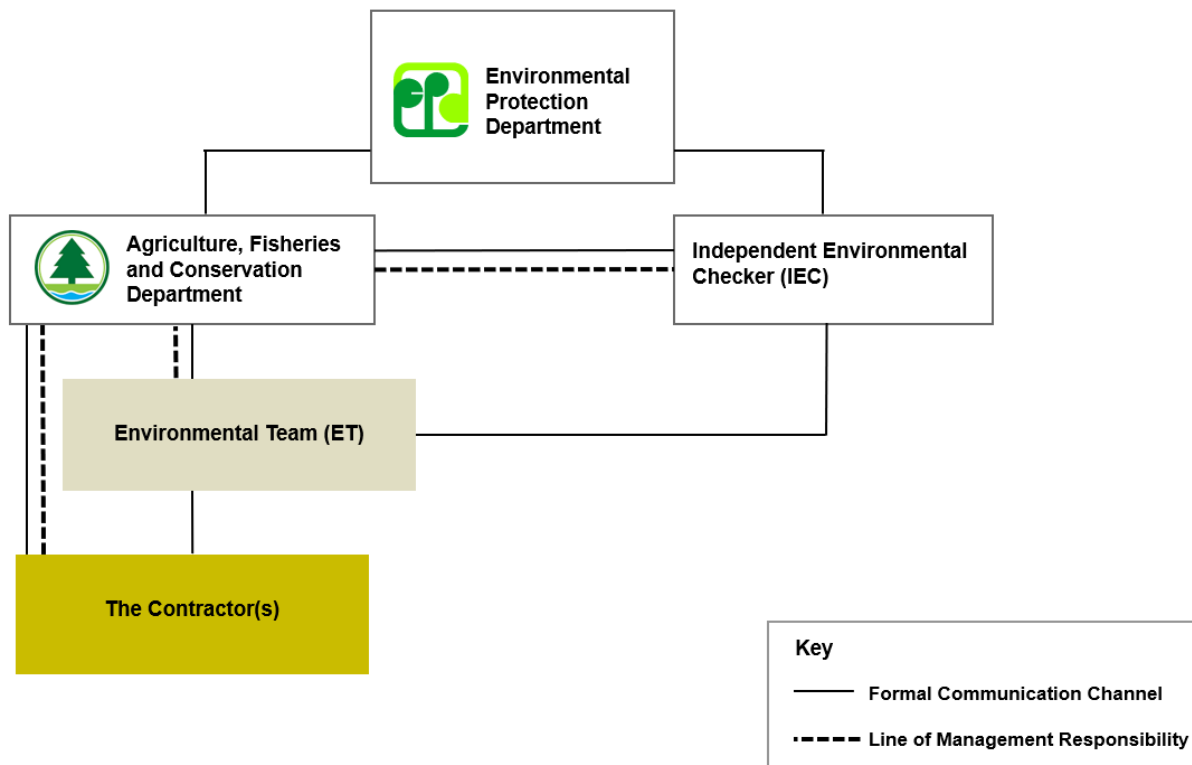 Environmental
Protection
Department
Agriculture, Fisheries
and Conservation
Department
Independent Environmental
Checker (IEC)
Environmental Team (ET)
The Contractor(s)
Key
Formal Communication Channel
Line of Management Responsibility